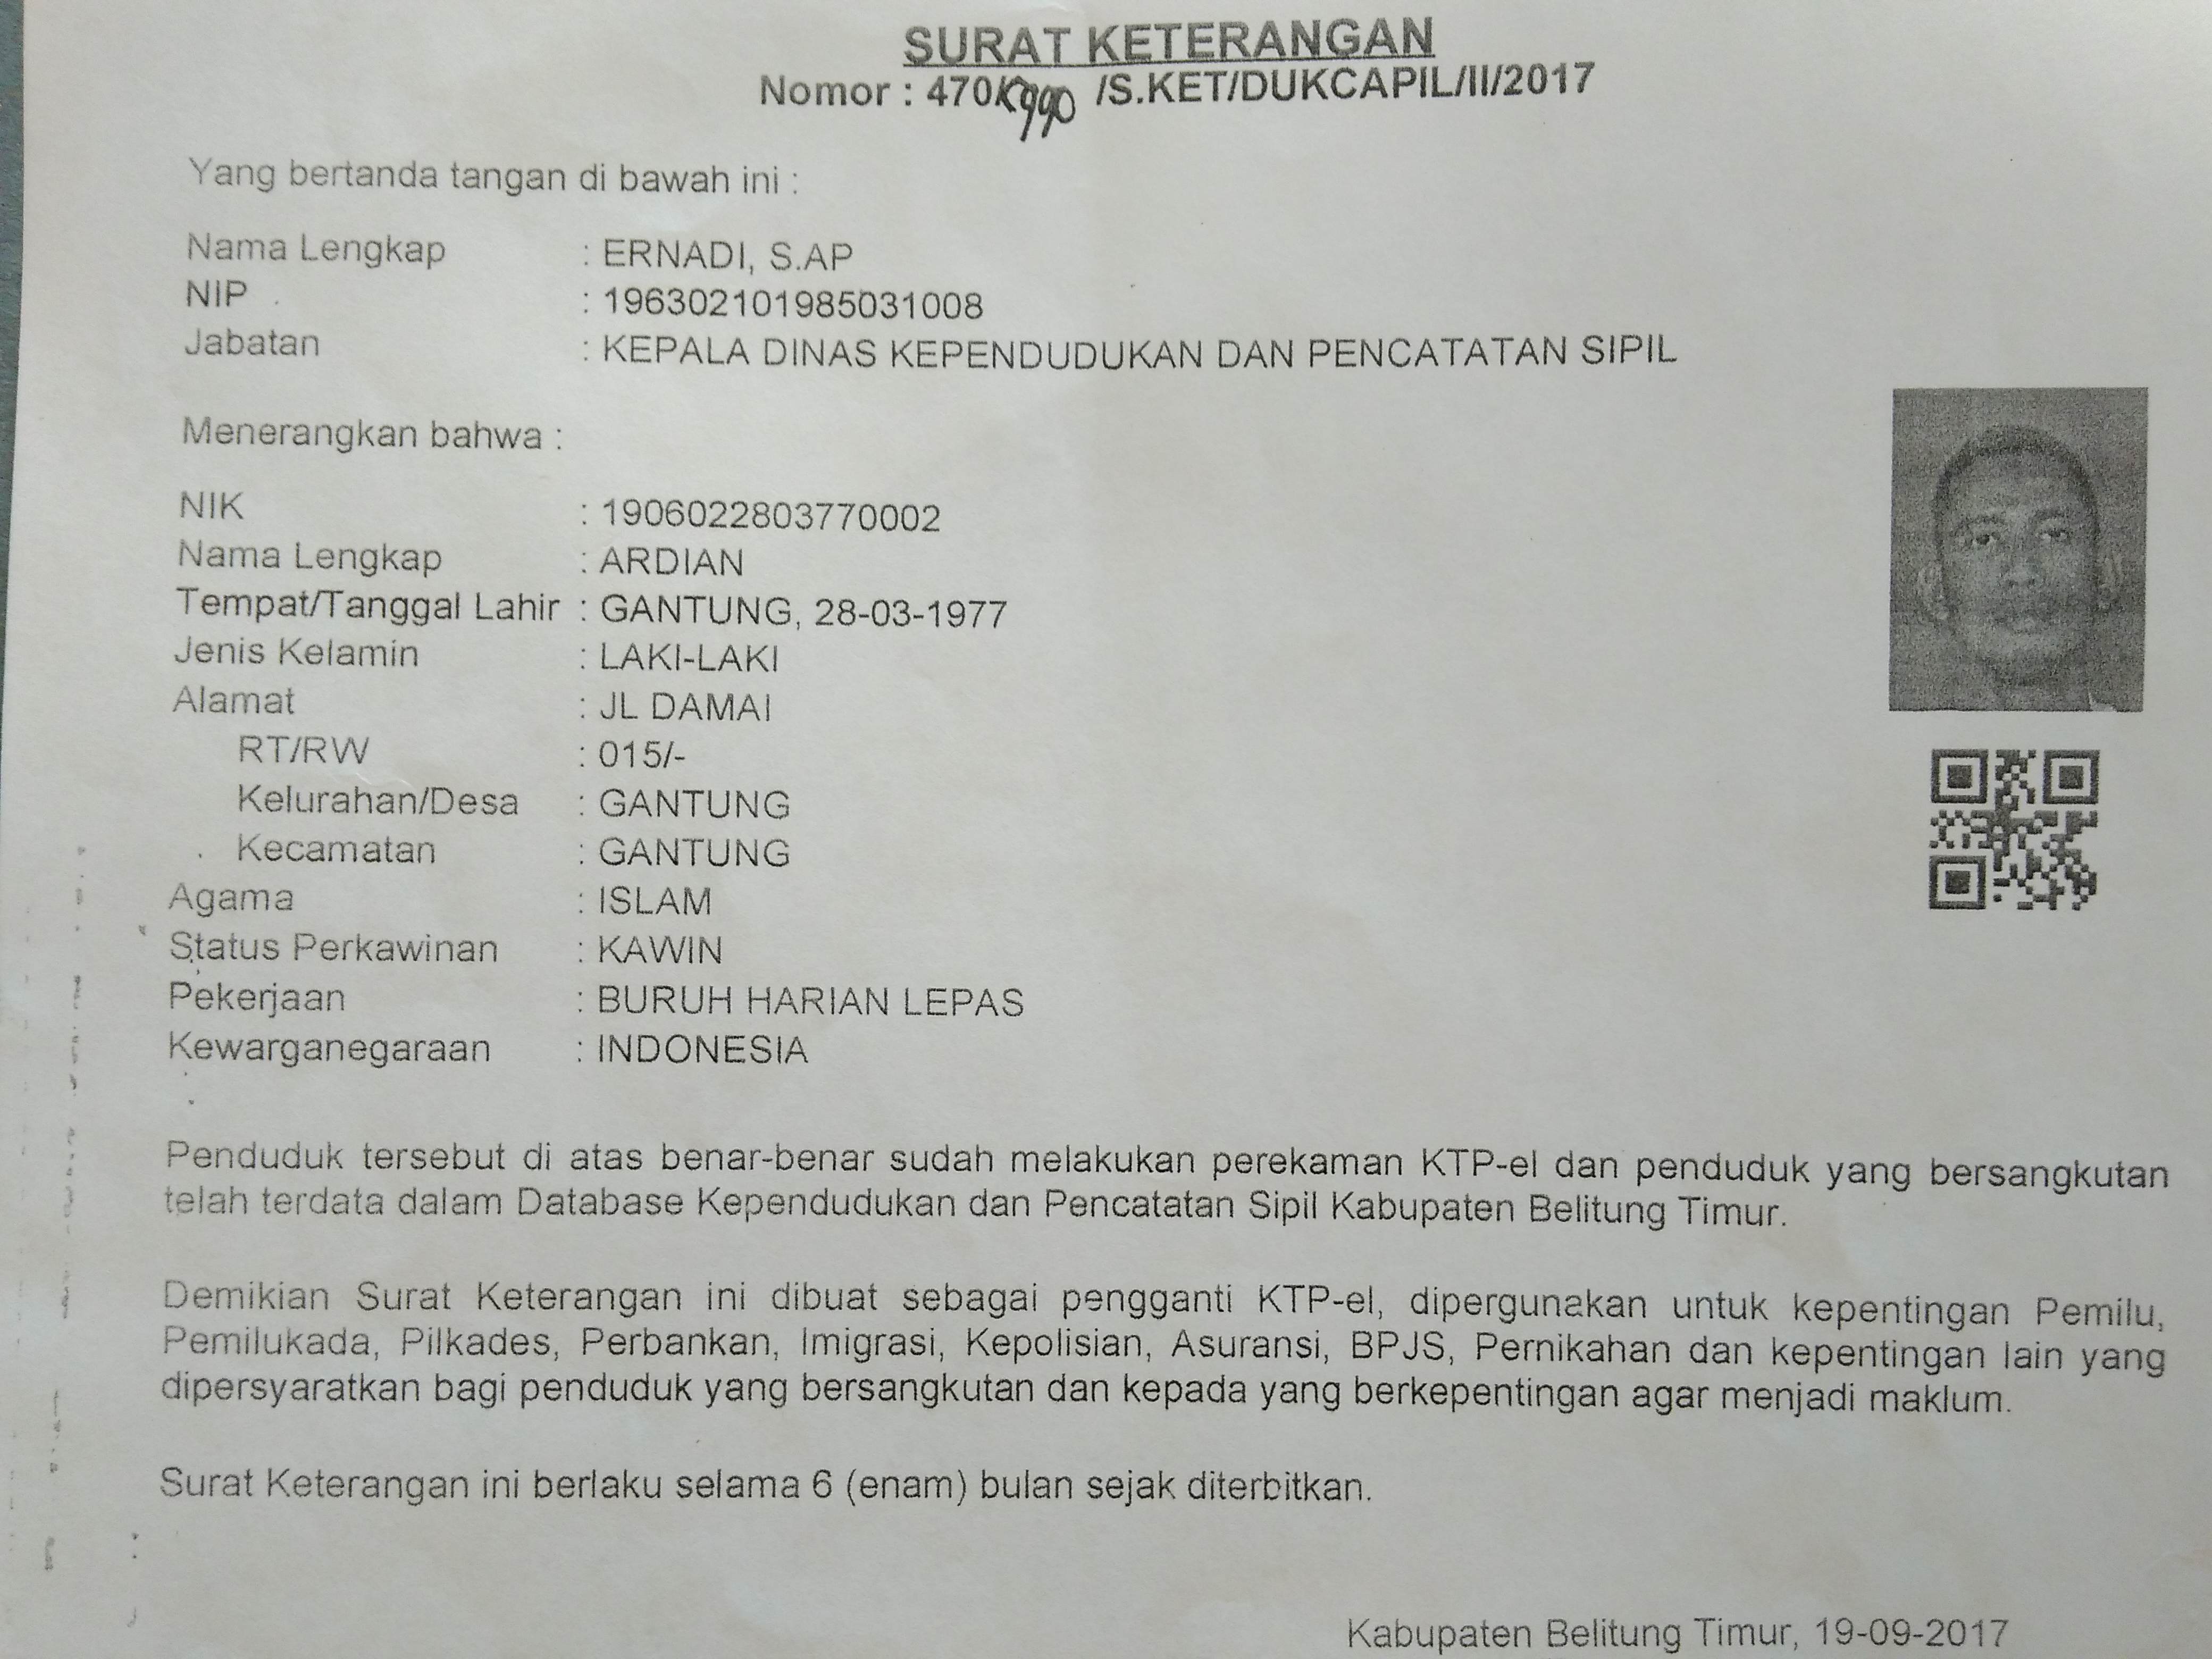 SURAT KETERANGAN
Nomor : 470 /S.KET/DUKCAPIL/II/2017
Yang bertanda tangan di bawah ini :
Nama Lengkap : ERNADI, S.AP
NIP : 196302101985031008
Jabatan : KEPALA DINAS KEPENDUDUKAN DAN PENCATATAN SIPIL
Menerangkan bahwa :
NIK : 1906022803770002
Nama Lengkap : ARDIAN
Tempat/Tanggal Lahir : GANTUNG, 28-03-1977
Jenis Kelamin : LAKI-LAKI
Alamat : JL DAMAI
RT/RW : 015/-
Kelurahan/Desa : GANTUNG
Kecamatan : GANTUNG
Agama : ISLAM
Status Perkawinan : KAWIN
Pekerjaan : BURUH HARIAN LEPAS
Kewarganegaraan : INDONESIA
Penduduk tersebut di atas benar-benar sudah melakukan perekaman KTP-el dan penduduk yang bersangkutan
telah terdata dalam Database Kependudukan dan Pencatatan Sipil Kabupaten Belitung Timur.
Demikian Surat Keterangan ini dibuat sebagai pengganti KTP-el, dipergunakan untuk kepentingan Pemilu,
Pemilukada, Pilkades, Perbankan, Imigrasi, Kepolisian, Asuransi, BPJS, Pernikahan dan kepentingan lain yang
dipersyaratkan bagi penduduk yang bersangkutan dan kepada yang berkepentingan agar menjadi maklum.
Surat Keterangan ini berlaku selama 6 (enam) bulan sejak diterbitkan.
Kabupaten Belitung Timur, 19-09-2017